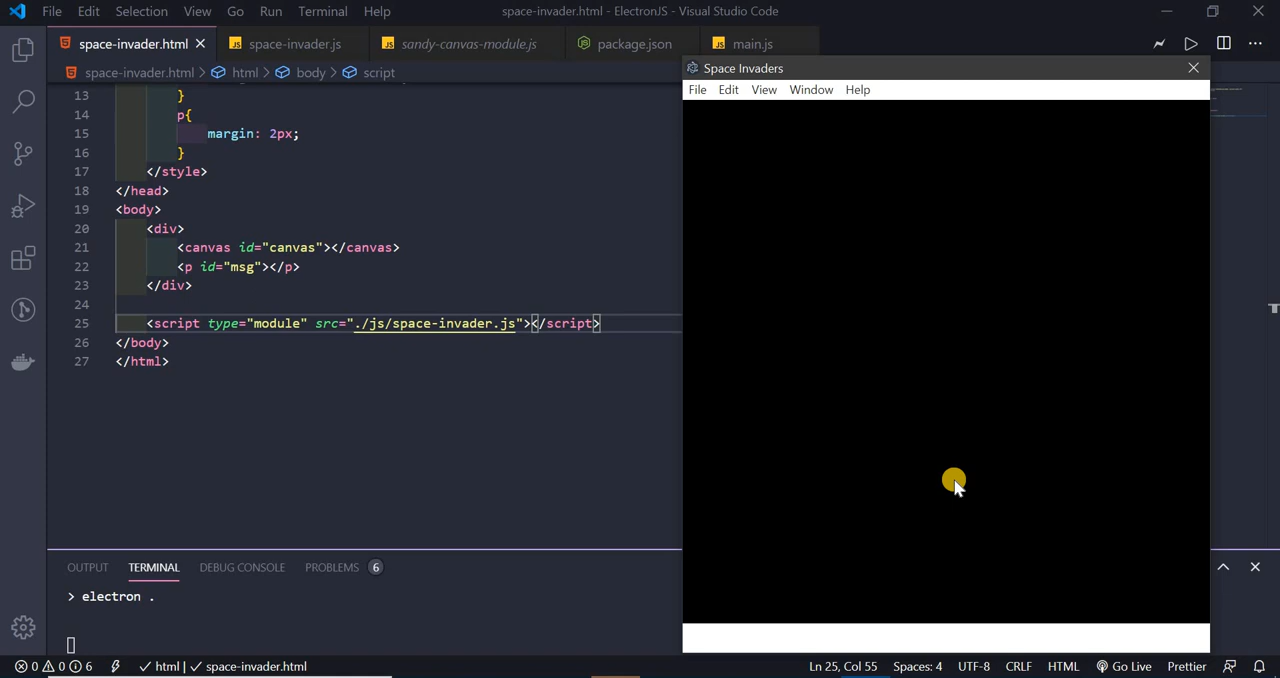 File Edit Selection View Go Run Terminal Help
space-invader.html - ElectronJS - Visual Studio Code
space-invader.html
JS space-invader.js
JS sandy-canvas-module.js
package.json
JS main.js
space-invader.html > html > body > script
13 }
14 p{
15 margin: 2px;
16 }
17 </style>
18 </head>
19 <body>
20 <div>
21 <canvas id="canvas"></canvas>
22 <p id="msg"></p>
23 </div>
24
25 <script type="module" src="./js/space-invader.js"></script>
26 </body>
27 </html>
Space Invaders
File Edit View Window Help
OUTPUT TERMINAL DEBUG CONSOLE PROBLEMS 6
> electron .
0 0 6 html | space-invader.html Ln 25, Col 55 Spaces: 4 UTF-8 CRLF HTML Go Live Prettier